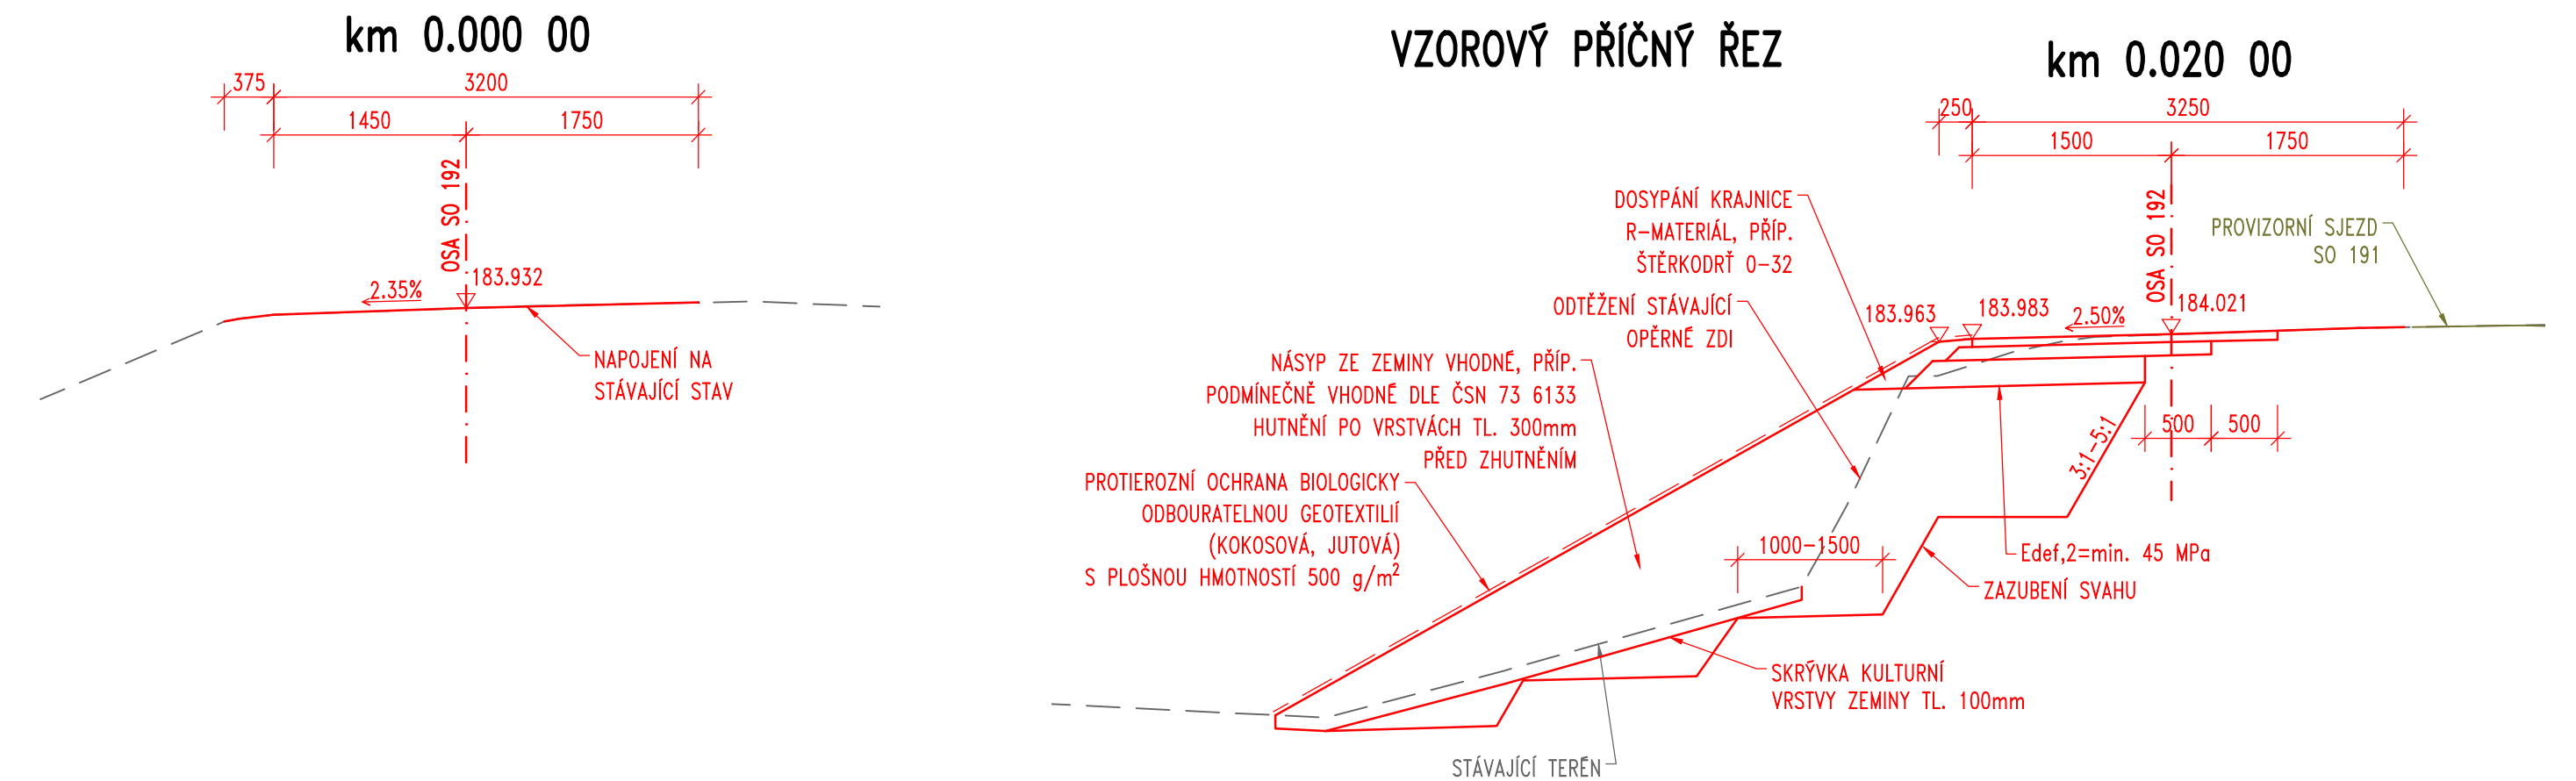 km 0.000 00
375
3200
1450
1750
OSA SO 192
183.932
2.35%
NAPOJENÍ NA
STÁVAJÍCÍ STAV
VZOROVÝ PŘÍČNÝ ŘEZ
km 0.020 00
250
3250
1500
1750
OSA SO 192
DOSYPÁNÍ KRAJNICE
R-MATERIÁL, PŘÍP.
ŠTĚRKODRŤ 0-32
PROVIZORNÍ SJEZD
SO 191
ODTĚŽENÍ STÁVAJÍCÍ
OPĚRNÉ ZDI
183.963
183.983
2.50%
184.021
NÁSYP ZE ZEMINY VHODNÉ, PŘÍP.
PODMÍNEČNĚ VHODNÉ DLE ČSN 73 6133
HUTNĚNÍ PO VRSTVÁCH TL. 300mm
PŘED ZHUTNĚNÍM
500
500
3:1-5:1
PROTIEROZNÍ OCHRANA BIOLOGICKY
ODBOURATELNOU GEOTEXTILIÍ
(KOKOSOVÁ, JUTOVÁ)
S PLOŠNOU HMOTNOSTÍ 500 g/m²
1000-1500
Edef,2=min. 45 MPa
ZAZUBENÍ SVAHU
SKRÝVKA KULTURNÍ
VRSTVY ZEMINY TL. 100mm
STÁVAJÍCÍ TERÉN